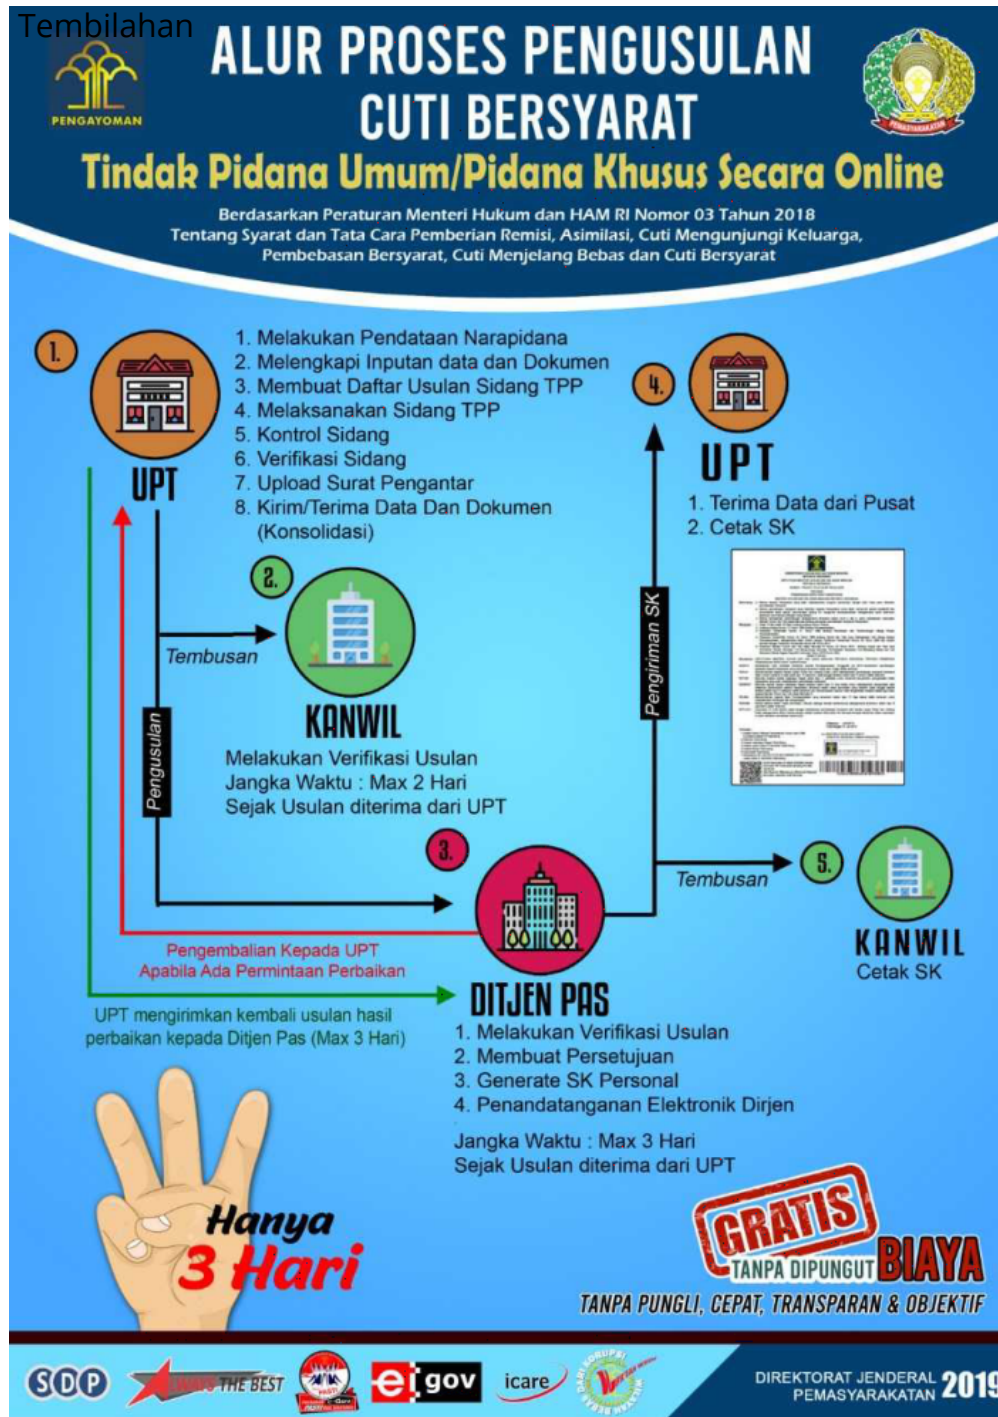 Tembilahan
ALUR PROSES PENGUSULAN
CUTI BERSYARAT
PENGAYOMAN
PEMASYARAKATAN
Tindak Pidana Umum/Pidana Khusus Secara Online
Berdasarkan Peraturan Menteri Hukum dan HAM RI Nomor 03 Tahun 2018
Tentang Syarat dan Tata Cara Pemberian Remisi, Asimilasi, Cuti Mengunjungi Keluarga,
Pembebasan Bersyarat, Cuti Menjelang Bebas dan Cuti Bersyarat
1.
UPT
1. Melakukan Pendataan Narapidana
2. Melengkapi Inputan data dan Dokumen
3. Membuat Daftar Usulan Sidang TPP
4. Melaksanakan Sidang TPP
5. Kontrol Sidang
6. Verifikasi Sidang
7. Upload Surat Pengantar
8. Kirim/Terima Data Dan Dokumen
(Konsolidasi)
4.
UPT
1. Terima Data dari Pusat
2. Cetak SK
2.
Tembusan
KANWIL
Melakukan Verifikasi Usulan
Jangka Waktu : Max 2 Hari
Sejak Usulan diterima dari UPT
Pengusulan
Pengiriman SK
3.
Tembusan
5.
KANWIL
Cetak SK
Pengembalian Kepada UPT
Apabila Ada Permintaan Perbaikan
UPT mengirimkan kembali usulan hasil
perbaikan kepada Ditjen Pas (Max 3 Hari)
DITJEN PAS
1. Melakukan Verifikasi Usulan
2. Membuat Persetujuan
3. Generate SK Personal
4. Penandatanganan Elektronik Dirjen
Jangka Waktu : Max 3 Hari
Sejak Usulan diterima dari UPT
Hanya
3 Hari
GRATIS
TANPA DIPUNGUT BIAYA
TANPA PUNGLI, CEPAT, TRANSPARAN & OBJEKTIF
SDP
ALWAYS THE BEST
PASTI
e gov
icare
DIREKTORAT JENDERAL
PEMASYARAKATAN 2019